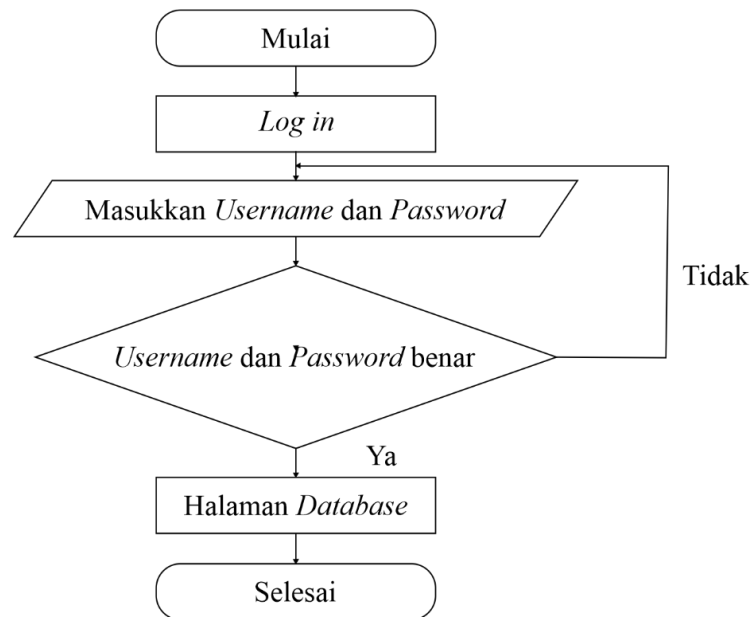 Mulai
Log in
Masukkan Username dan Password
Tidak
Username dan Password benar
Ya
Halaman Database
Selesai